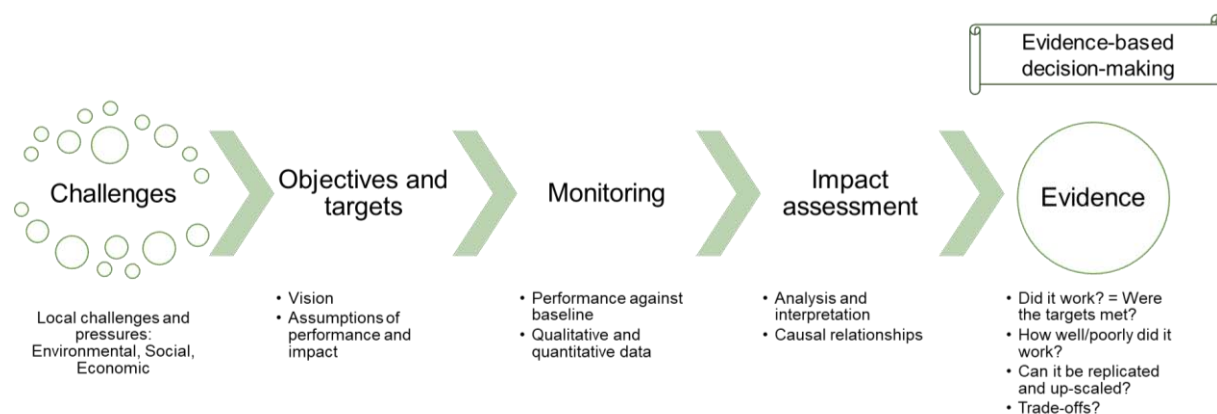 Evidence-based
decision-making
Challenges
Objectives and
targets
Monitoring
Impact
assessment
Evidence
Local challenges and
pressures:
Environmental, Social,
Economic
• Vision
• Assumptions of
performance and
impact
• Performance against
baseline
• Qualitative and
quantitative data
• Analysis and
interpretation
• Causal relationships
• Did it work? = Were
the targets met?
• How well/poorly did it
work?
• Can it be replicated
and up-scaled?
• Trade-offs?